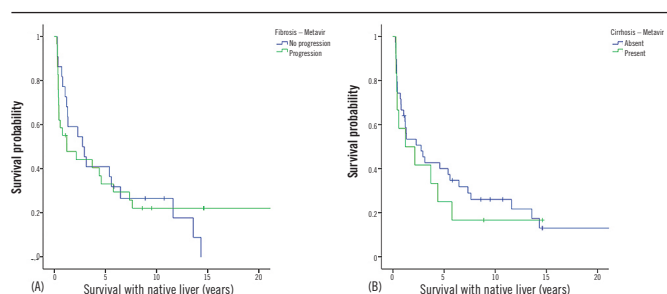 Fibrosis – Metavir
No progression
Progression
1
0.8
0.6
0.4
0.2
0
0 5 10 15 20
Survival probability
Survival with native liver (years)
(A)
Cirrhosis – Metavir
Absent
Present
1
0.8
0.6
0.4
0.2
0
0 5 10 15 20
Survival probability
Survival with native liver (years)
(B)